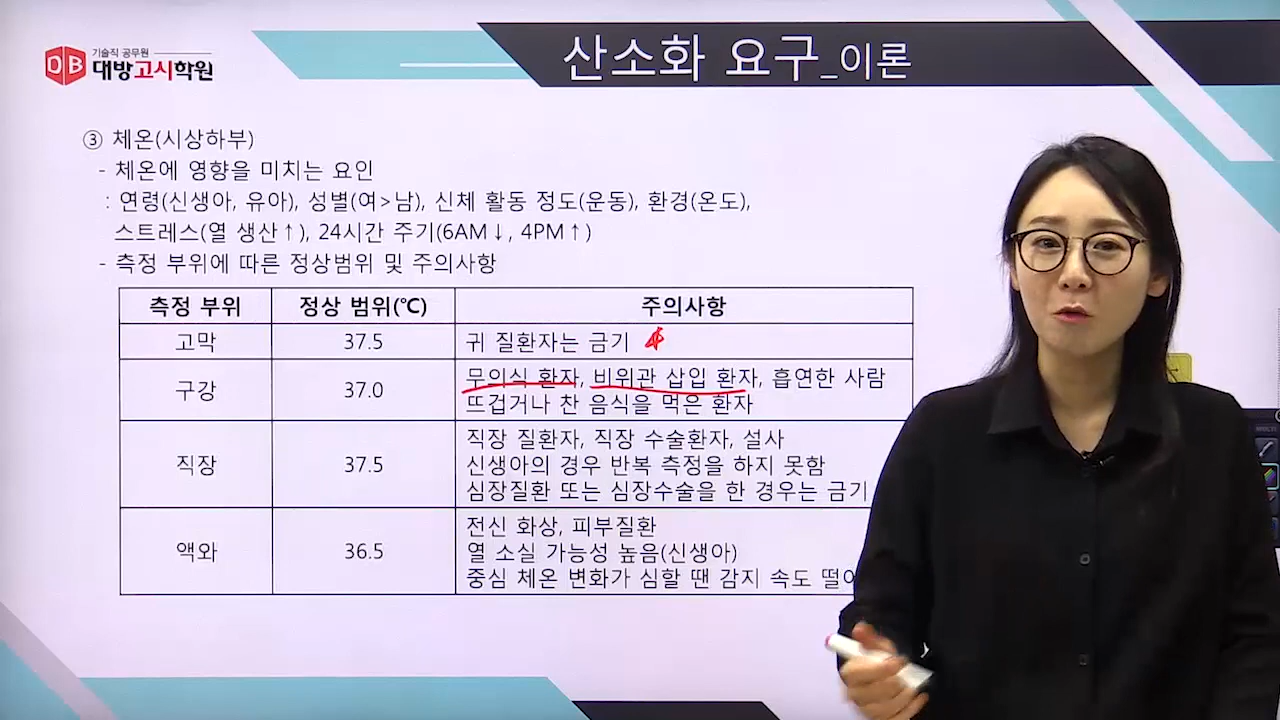 기술직 공무원
DB 대방고시학원
산소화 요구_이론
③ 체온(시상하부)
- 체온에 영향을 미치는 요인
: 연령(신생아, 유아), 성별(여>남), 신체 활동 정도(운동), 환경(온도),
스트레스(열 생산↑), 24시간 주기(6AM↓, 4PM↑)
- 측정 부위에 따른 정상범위 및 주의사항
측정 부위 정상 범위(℃) 주의사항
고막 37.5 귀 질환자는 금기
구강 37.0 무의식 환자, 비위관 삽입 환자, 흡연한 사람
뜨겁거나 찬 음식을 먹은 환자
직장 37.5 직장 질환자, 직장 수술환자, 설사
신생아의 경우 반복 측정을 하지 못함
심장질환 또는 심장수술을 한 경우는 금기
액와 36.5 전신 화상, 피부질환
열 소실 가능성 높음(신생아)
중심 체온 변화가 심할 땐 감지 속도
MULTI